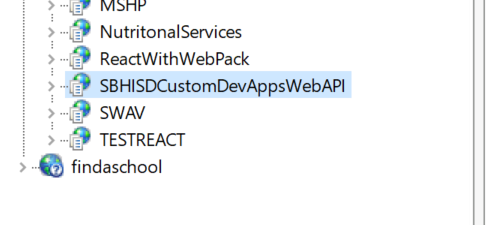 MSHP
NutritonalServices
ReactWithWebPack
SBHISDCustomDevAppsWebAPI
SWAV
TESTREACT
findaschool